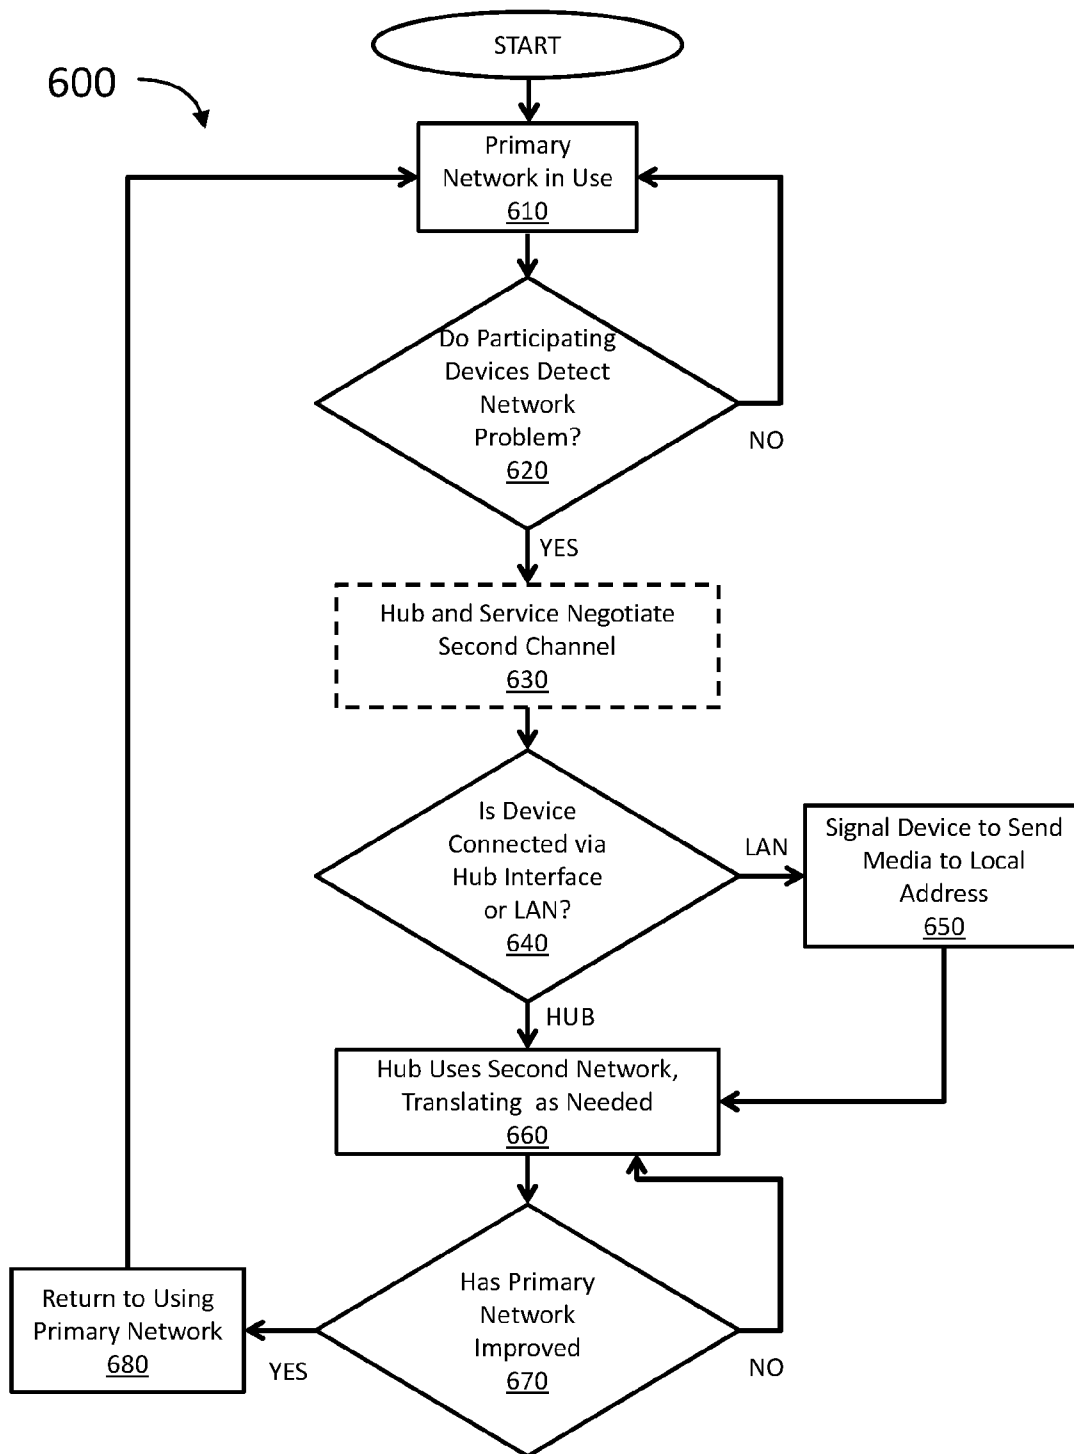 START
600
Primary
Network in Use
610
Do Participating
Devices Detect
Network
Problem?
620
NO
YES
Hub and Service Negotiate
Second Channel
630
Is Device
Connected via
Hub Interface
or LAN?
640
LAN
Signal Device to Send
Media to Local
Address
650
HUB
Hub Uses Second Network,
Translating as Needed
660
Has Primary
Network
Improved
670
NO
YES
Return to Using
Primary Network
680